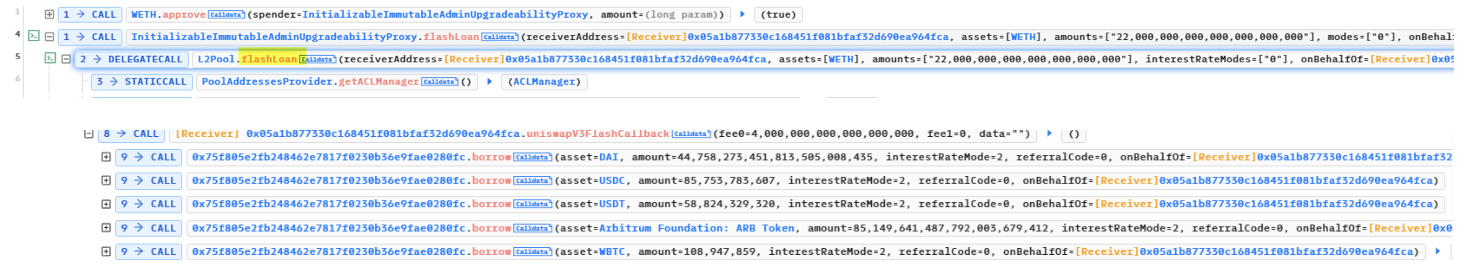 1 1 → CALL WETH.approve Calldata (spender=InitializableImmutableAdminUpgradeabilityProxy, amount=(long param)) ▸ (true)
4 1 → CALL InitializableImmutableAdminUpgradeabilityProxy.flashLoan Calldata (receiverAddress=[Receiver]0x05a1b877330c168451f081bfaf32d690ea964fca, assets=[WETH], amounts=["22,000,000,000,000,000,000,000"], modes=["0"], onBehal
5 2 → DELEGATECALL L2Pool.flashLoan Calldata (receiverAddress=[Receiver]0x05a1b877330c168451f081bfaf32d690ea964fca, assets=[WETH], amounts=["22,000,000,000,000,000,000,000"], interestRateModes=["0"], onBehalfOf=[Receiver]0x05
6 3 → STATICCALL PoolAddressesProvider.getACLManager Calldata () ▸ (ACLManager)
8 → CALL [Receiver] 0x05a1b877330c168451f081bfaf32d690ea964fca.uniswapV3FlashCallback Calldata (fee0=4,000,000,000,000,000,000, fee1=0, data="") ▸ ()
9 → CALL 0x75f805e2fb248462e7817f0230b36e9fae0280fc.borrow Calldata (asset=DAI, amount=44,758,273,451,813,505,008,435, interestRateMode=2, referralCode=0, onBehalfOf=[Receiver]0x05a1b877330c168451f081bfaf32
9 → CALL 0x75f805e2fb248462e7817f0230b36e9fae0280fc.borrow Calldata (asset=USDC, amount=85,753,783,607, interestRateMode=2, referralCode=0, onBehalfOf=[Receiver]0x05a1b877330c168451f081bfaf32d690ea964fca)
9 → CALL 0x75f805e2fb248462e7817f0230b36e9fae0280fc.borrow Calldata (asset=USDT, amount=58,824,329,320, interestRateMode=2, referralCode=0, onBehalfOf=[Receiver]0x05a1b877330c168451f081bfaf32d690ea964fca)
9 → CALL 0x75f805e2fb248462e7817f0230b36e9fae0280fc.borrow Calldata (asset=Arbitrum Foundation: ARB Token, amount=85,149,641,487,792,003,679,412, interestRateMode=2, referralCode=0, onBehalfOf=[Receiver]0x0
9 → CALL 0x75f805e2fb248462e7817f0230b36e9fae0280fc.borrow Calldata (asset=WBTC, amount=108,947,859, interestRateMode=2, referralCode=0, onBehalfOf=[Receiver]0x05a1b877330c168451f081bfaf32d690ea964fca) ▸